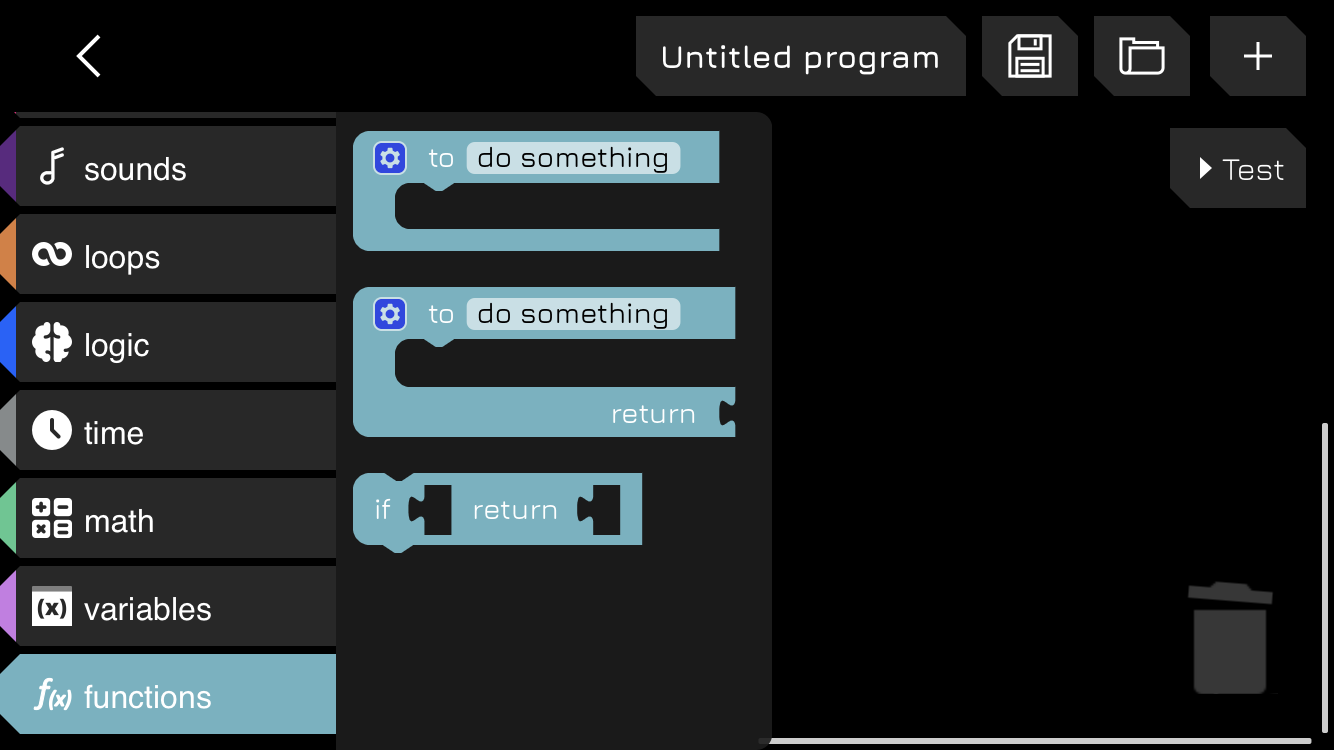 Untitled program
Test
sounds
loops
logic
time
math
(x) variables
f(x) functions
to do something
to do something
return
if return